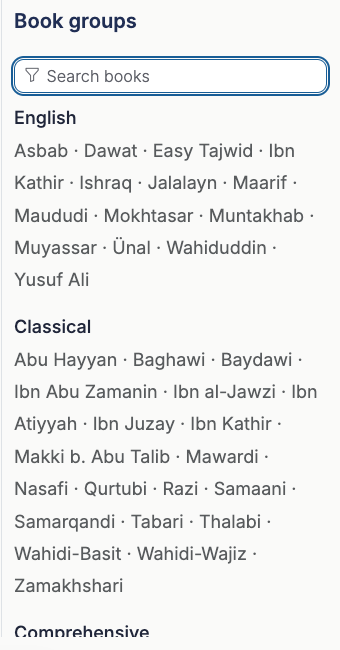 Book groups
Search books
English
Asbab · Dawat · Easy Tajwid · Ibn
Kathir · Ishraq · Jalalayn · Maarif ·
Maududi · Mokhtasar · Muntakhab ·
Muyassar · Ünal · Wahiduddin ·
Yusuf Ali
Classical
Abu Hayyan · Baghawi · Baydawi ·
Ibn Abu Zamanin · Ibn al-Jawzi · Ibn
Atiyyah · Ibn Juzay · Ibn Kathir ·
Makki b. Abu Talib · Mawardi ·
Nasafi · Qurtubi · Razi · Samaani ·
Samarqandi · Tabari · Thalabi ·
Wahidi-Basit · Wahidi-Wajiz ·
Zamakhshari
Comprehensive